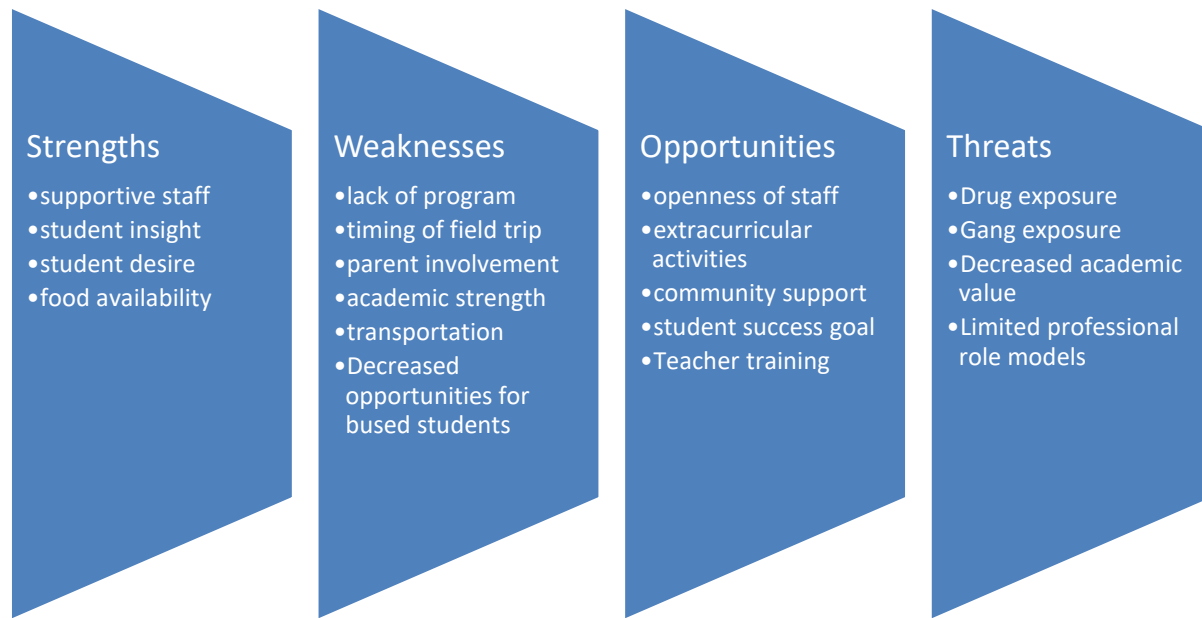 Strengths
•supportive staff
•student insight
•student desire
•food availability
Weaknesses
•lack of program
•timing of field trip
•parent involvement
•academic strength
•transportation
•Decreased
opportunities for
bused students
Opportunities
•openness of staff
•extracurricular
activities
•community support
•student success goal
•Teacher training
Threats
•Drug exposure
•Gang exposure
•Decreased academic
value
•Limited professional
role models